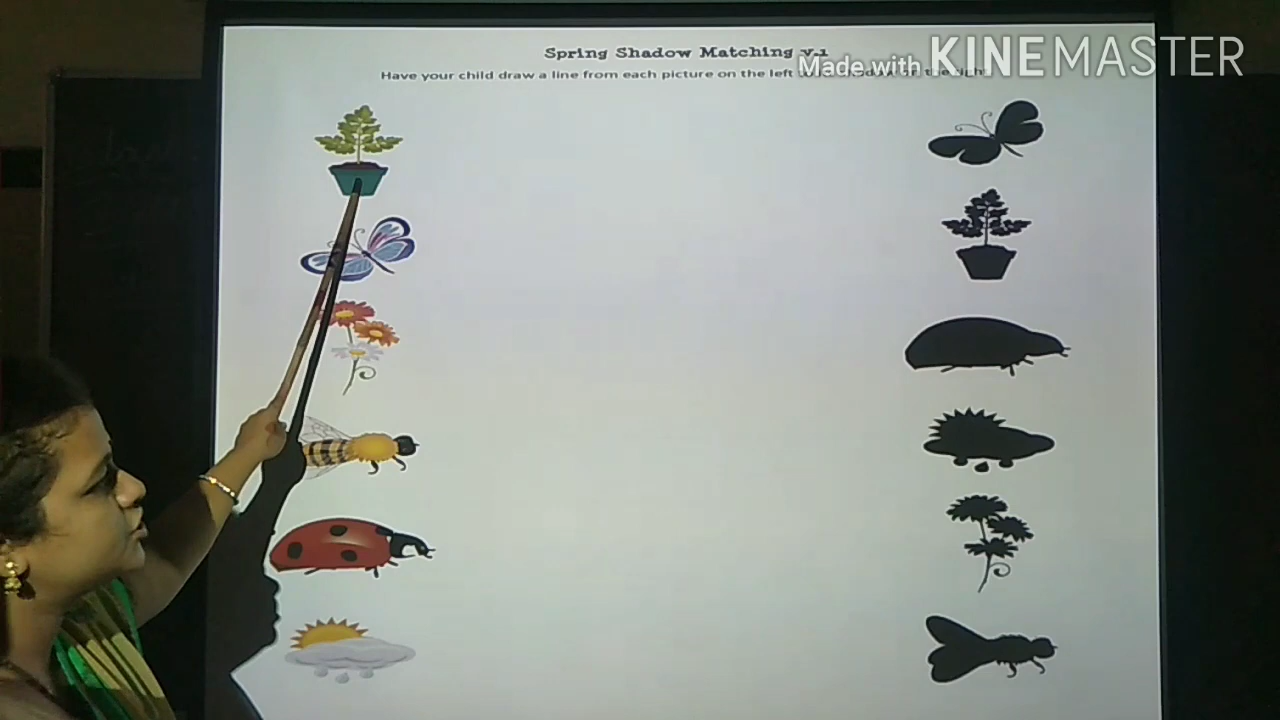 Spring Shadow Matching v.1
Made with KINEMASTER
Have your child draw a line from each picture on the left